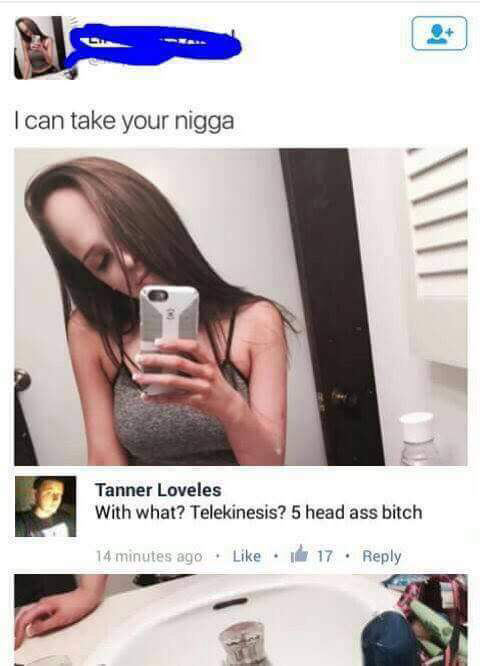 I can take your nigga
Tanner Loveles
With what? Telekinesis? 5 head ass bitch
14 minutes ago · Like · 17 · Reply